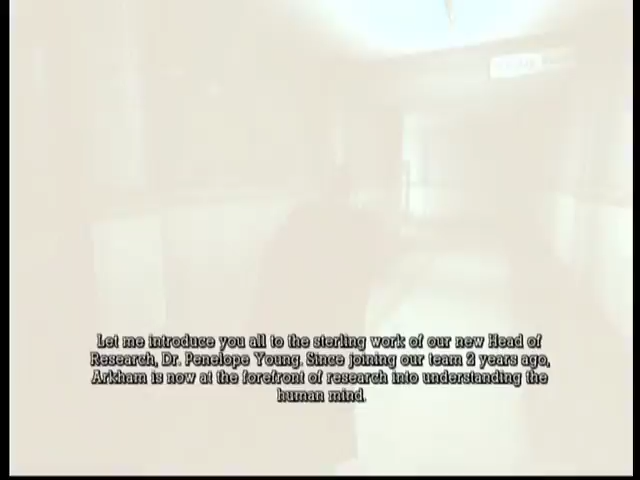 Let me introduce you all to the sterling work of our new Head of
Research, Dr. Penelope Young. Since joining our team 2 years ago,
Arkham is now at the forefront of research into understanding the
human mind.